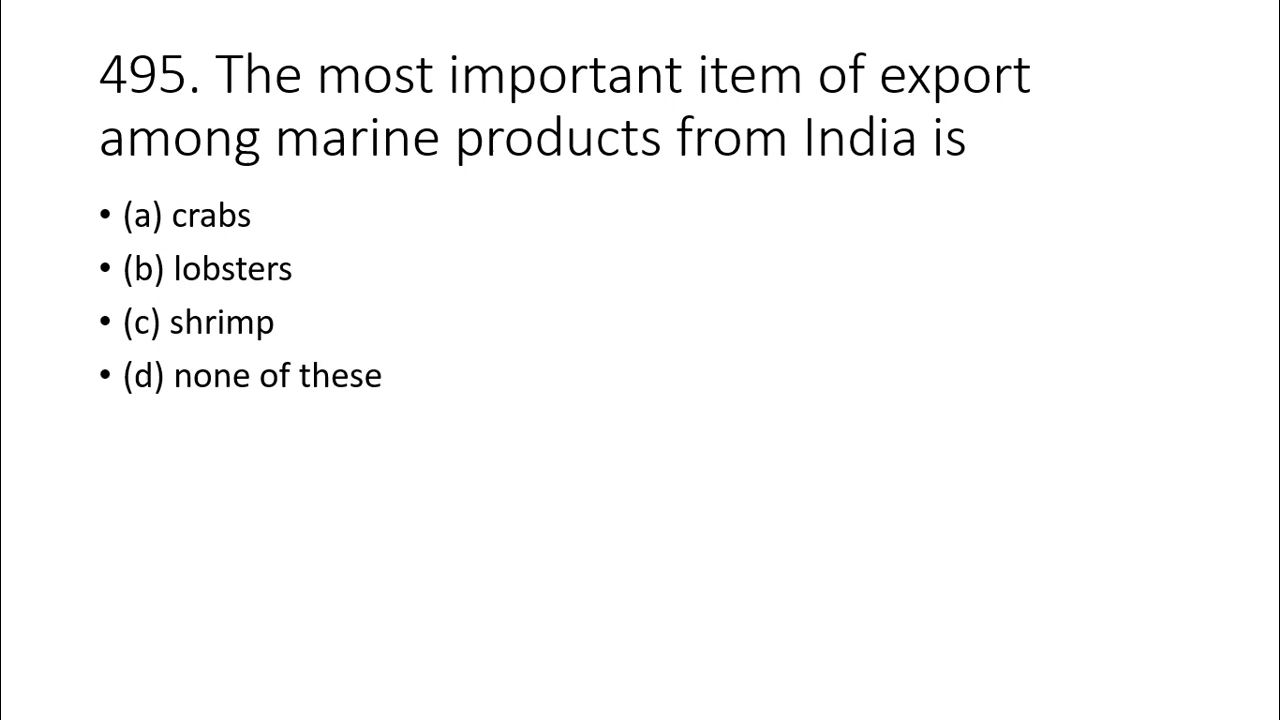 495. The most important item of export
among marine products from India is
• (a) crabs
• (b) lobsters
• (c) shrimp
• (d) none of these